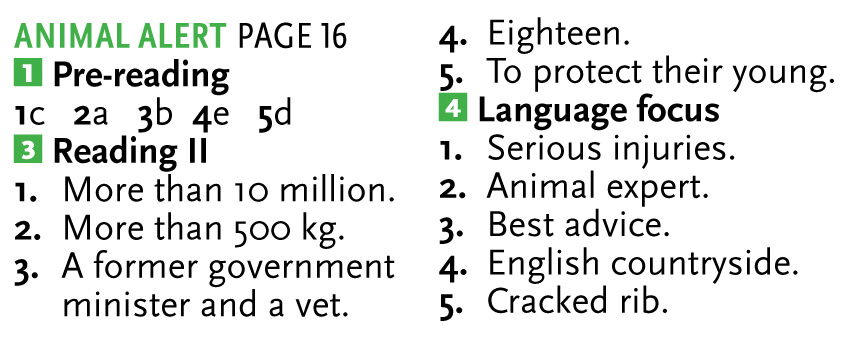 ANIMAL ALERT PAGE 16
1 Pre-reading
1c 2a 3b 4e 5d
3 Reading II
1. More than 10 million.
2. More than 500 kg.
3. A former government
minister and a vet.
4. Eighteen.
5. To protect their young.
4 Language focus
1. Serious injuries.
2. Animal expert.
3. Best advice.
4. English countryside.
5. Cracked rib.